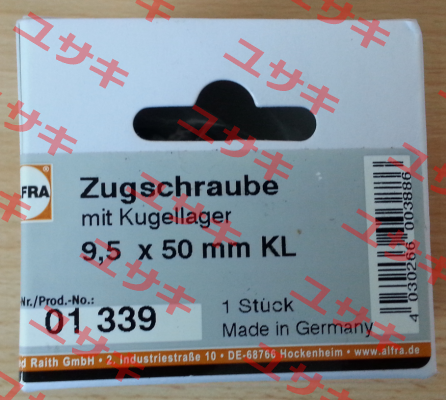 ユサキ
FRA
Zugschraube
mit Kugellager
9,5 x 50 mm KL
Nr./Prod.-No.:
01 339
1 Stück
Made in Germany
4 030266 003886
d Raith GmbH • 2. Industriestraße 10 • DE-68766 Hockenheim • www.alfra.de